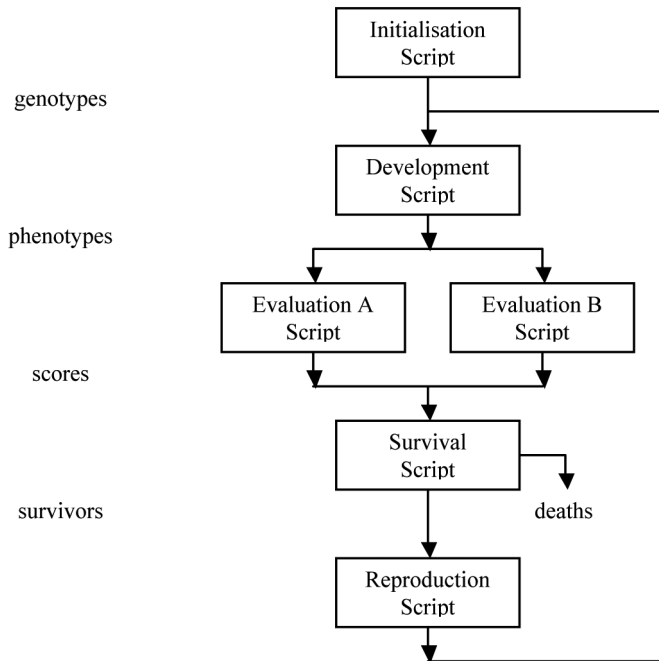 Initialisation
Script
genotypes
Development
Script
phenotypes
Evaluation A
Script
Evaluation B
Script
scores
Survival
Script
survivors
deaths
Reproduction
Script